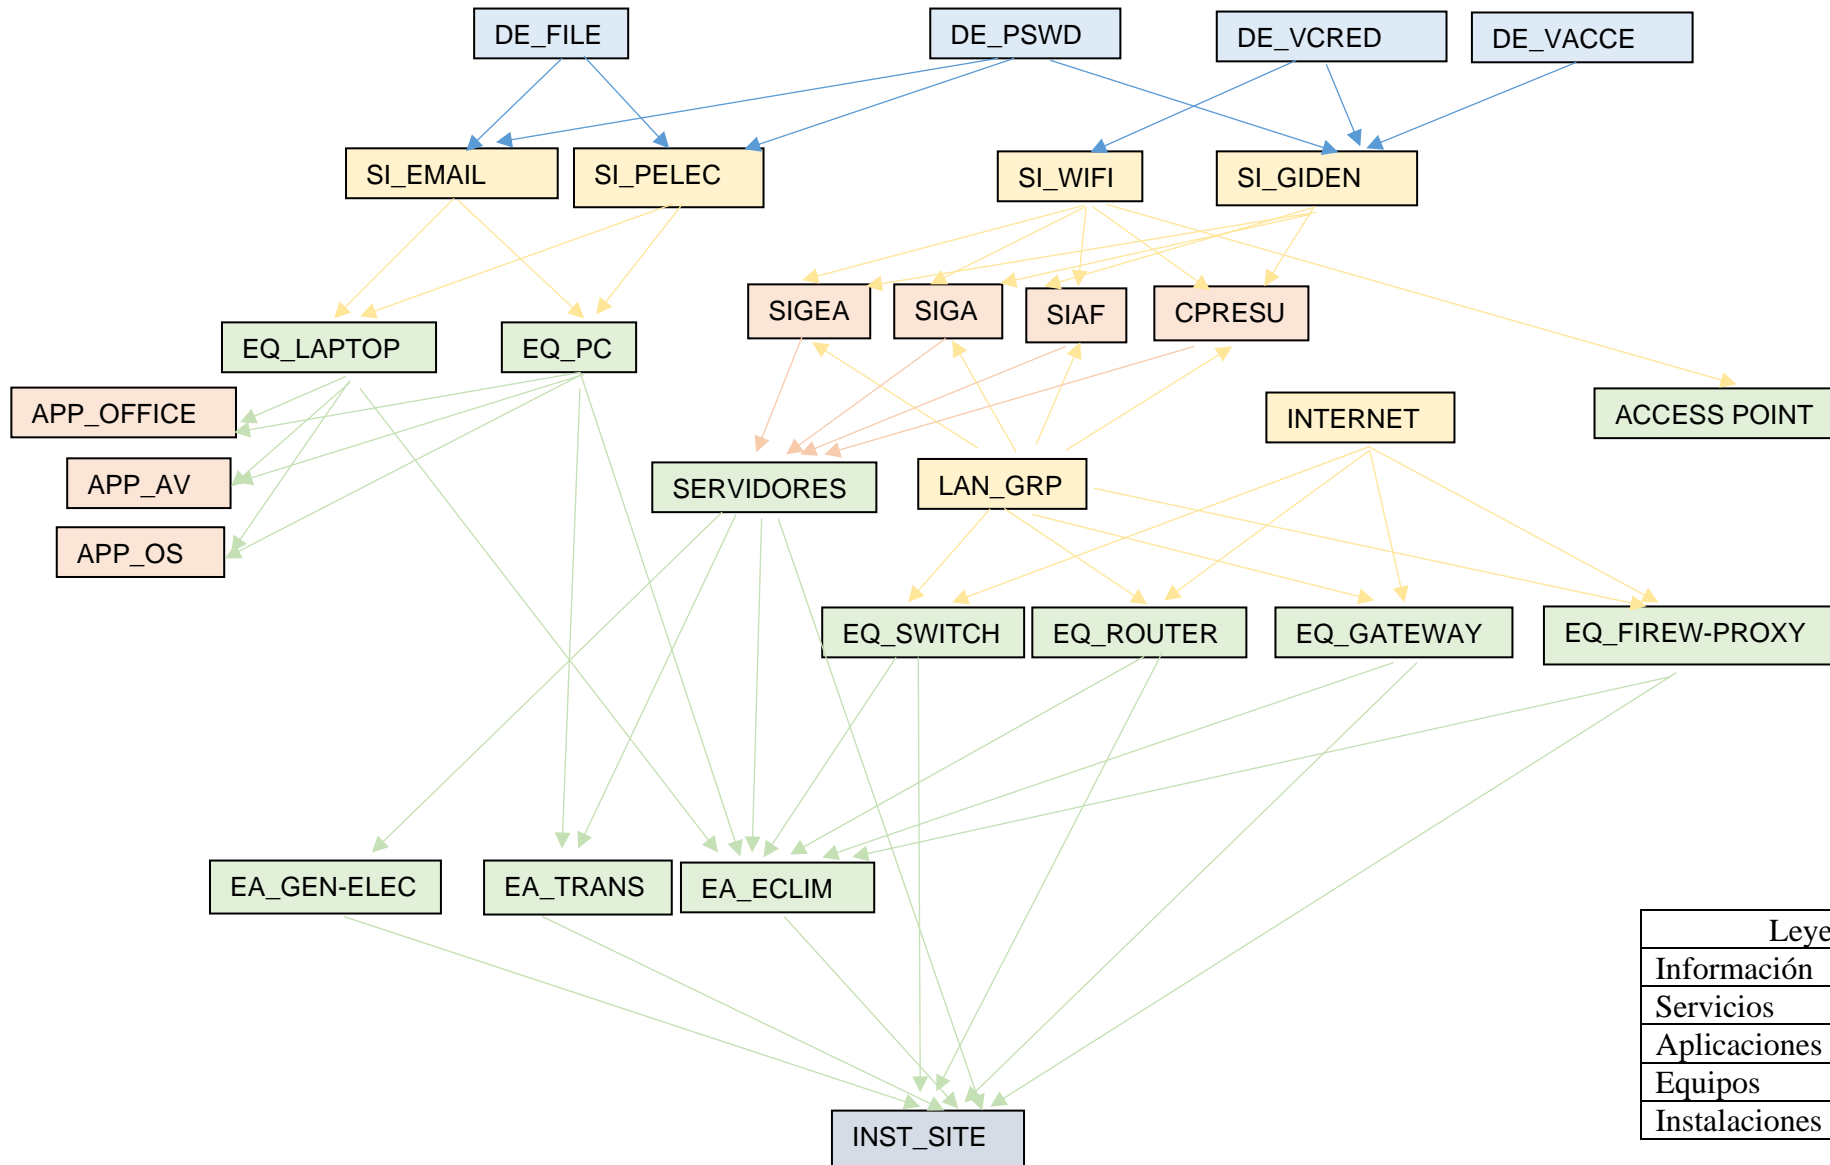 DE_FILE
DE_PSWD
DE_VCRED
DE_VACCE
SI_EMAIL
SI_PELEC
SI_WIFI
SI_GIDEN
SIGEA
SIGA
SIAF
CPRESU
EQ_LAPTOP
EQ_PC
APP_OFFICE
INTERNET
ACCESS POINT
APP_AV
SERVIDORES
LAN_GRP
APP_OS
EQ_SWITCH
EQ_ROUTER
EQ_GATEWAY
EQ_FIREW-PROXY
EA_GEN-ELEC
EA_TRANS
EA_ECLIM
Leye
Información
Servicios
Aplicaciones
Equipos
Instalaciones
INST_SITE